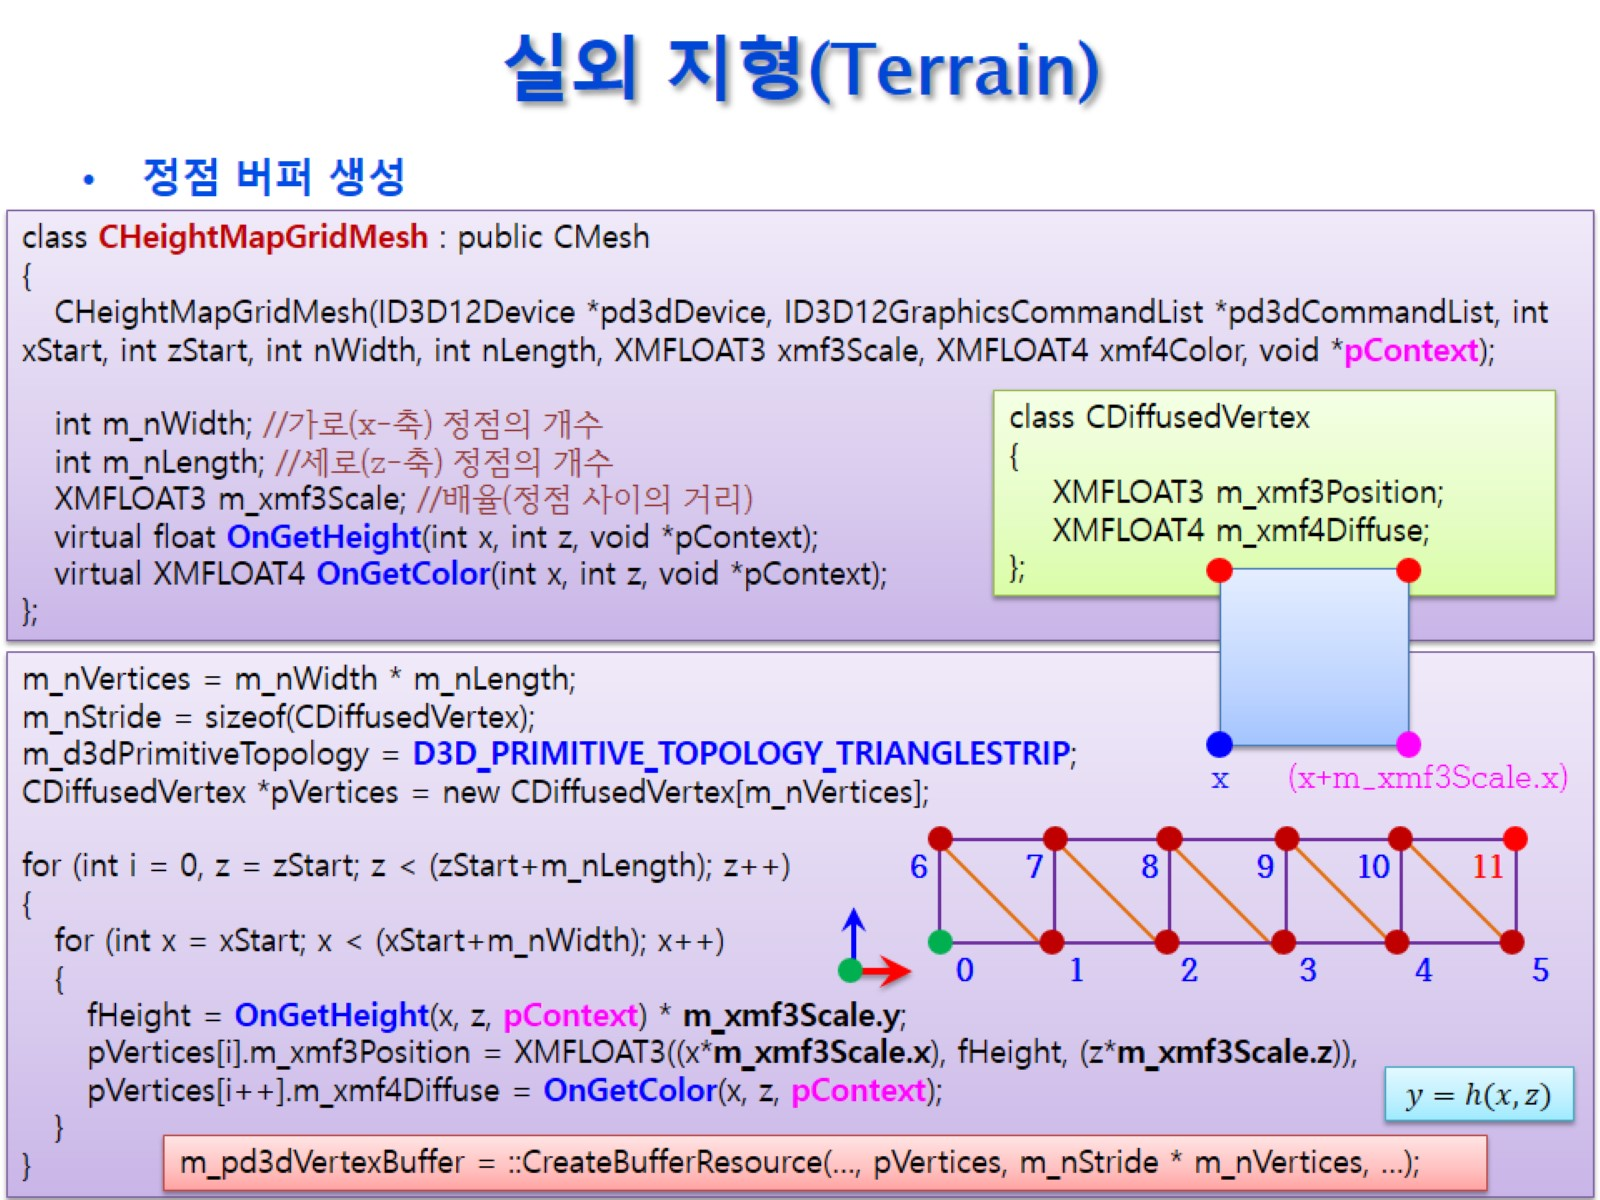 실외 지형(Terrain)
• 정점 버퍼 생성
class CHeightMapGridMesh : public CMesh
{
CHeightMapGridMesh(ID3D12Device *pd3dDevice, ID3D12GraphicsCommandList *pd3dCommandList, int
xStart, int zStart, int nWidth, int nLength, XMFLOAT3 xmf3Scale, XMFLOAT4 xmf4Color, void *pContext);
int m_nWidth; //가로(x-축) 정점의 개수
int m_nLength; //세로(z-축) 정점의 개수
XMFLOAT3 m_xmf3Scale; //배율(정점 사이의 거리)
virtual float OnGetHeight(int x, int z, void *pContext);
virtual XMFLOAT4 OnGetColor(int x, int z, void *pContext);
};
class CDiffusedVertex
{
XMFLOAT3 m_xmf3Position;
XMFLOAT4 m_xmf4Diffuse;
};
x (x+m_xmf3Scale.x)
m_nVertices = m_nWidth * m_nLength;
m_nStride = sizeof(CDiffusedVertex);
m_d3dPrimitiveTopology = D3D_PRIMITIVE_TOPOLOGY_TRIANGLESTRIP;
CDiffusedVertex *pVertices = new CDiffusedVertex[m_nVertices];
for (int i = 0, z = zStart; z < (zStart+m_nLength); z++)
{
for (int x = xStart; x < (xStart+m_nWidth); x++)
{
fHeight = OnGetHeight(x, z, pContext) * m_xmf3Scale.y;
pVertices[i].m_xmf3Position = XMFLOAT3((x*m_xmf3Scale.x), fHeight, (z*m_xmf3Scale.z)),
pVertices[i++].m_xmf4Diffuse = OnGetColor(x, z, pContext);
}
}
6 7 8 9 10 11
0 1 2 3 4 5
y = h(x, z)
m_pd3dVertexBuffer = ::CreateBufferResource(…, pVertices, m_nStride * m_nVertices, …);